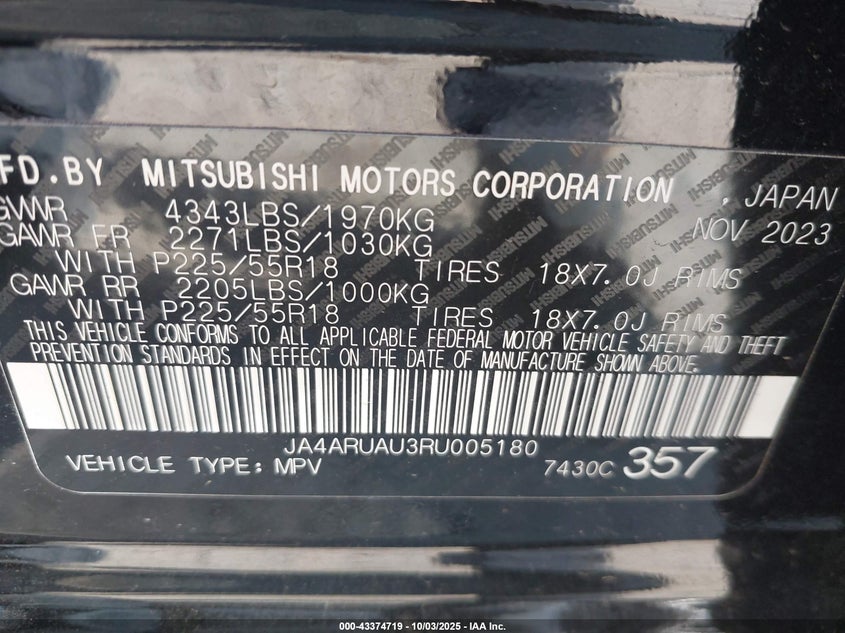 FD.BY MITSUBISHI MOTORS CORPORATION , JAPAN
GVWR 4343LBS/1970KG NOV 2023
GAWR FR 2271LBS/1030KG
WITH P225/55R18 TIRES 18X7.0J RIMS
GAWR RR 2205LBS/1000KG
WITH P225/55R18 TIRES 18X7.0J RIMS
THIS VEHICLE CONFORMS TO ALL APPLICABLE FEDERAL MOTOR VEHICLE SAFETY AND THEFT
PREVENTION STANDARDS IN EFFECT ON THE DATE OF MANUFACTURE SHOWN ABOVE.
JA4ARUAU3RU005180
VEHICLE TYPE: MPV 7430C 357
000-43374719 - 10/03/2025 - IAA Inc.